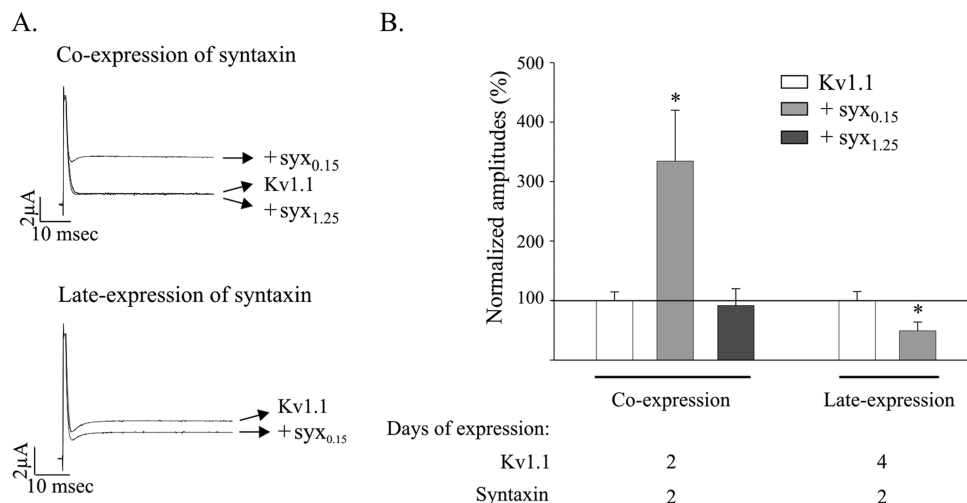 A.
Co-expression of syntaxin
+ syx0.15
Kv1.1
+ syx1.25
2μA
10 msec
Late-expression of syntaxin
Kv1.1
+ syx0.15
2μA
10 msec
B.
Normalized amplitudes (%)
500
400
300
200
100
*
*
Kv1.1
+ syx0.15
+ syx1.25
Co-expression Late-expression
Days of expression:
Kv1.1 2 4
Syntaxin 2 2